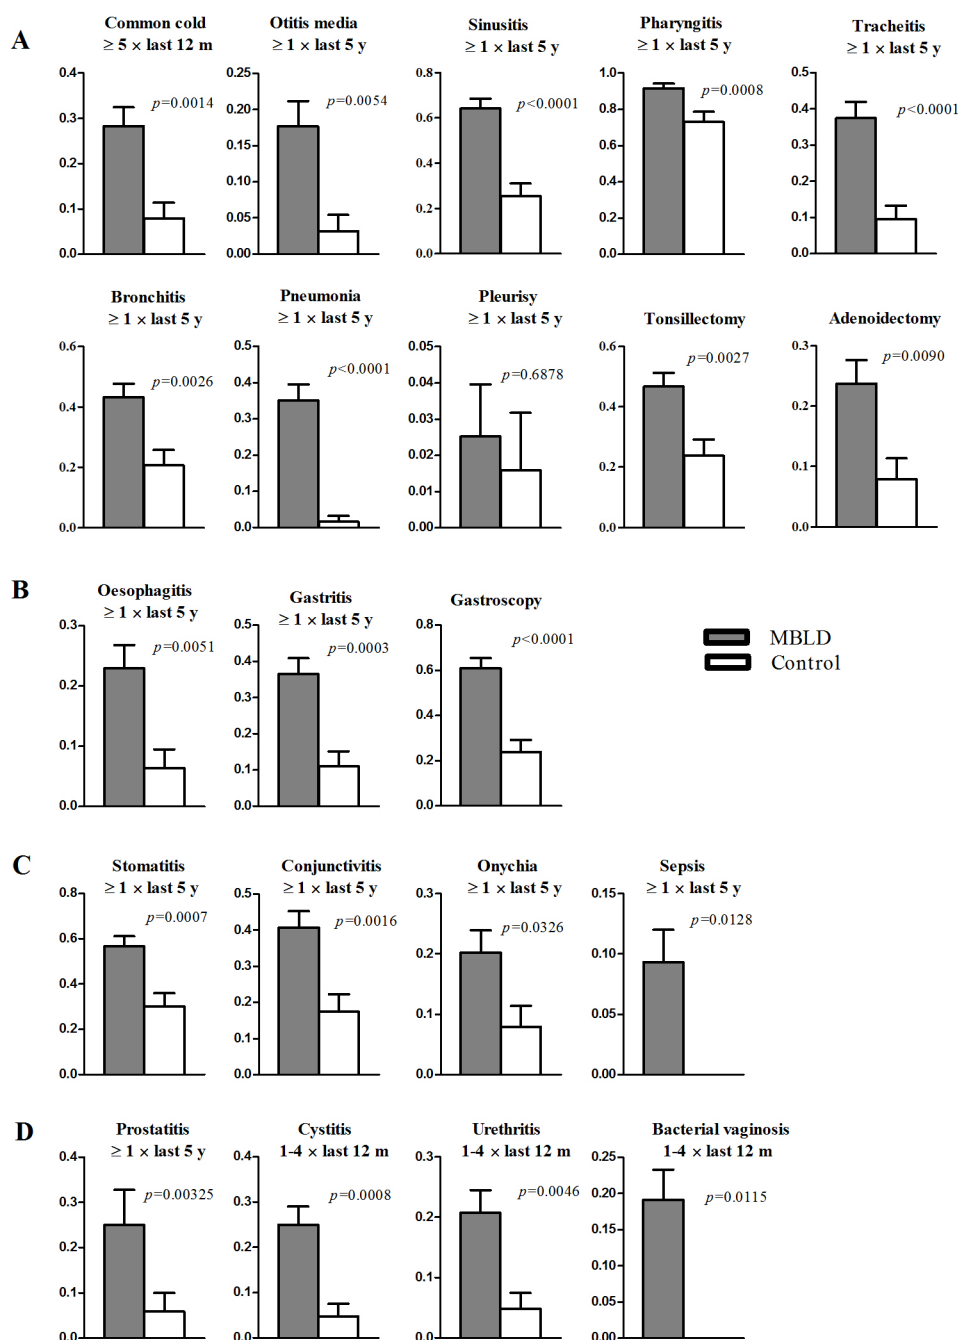 A
Common cold
≥ 5 × last 12 m
0.4
0.3
0.3
0.1
0.0
p=0.0014
Otitis media
≥ 1 × last 5 y
0.25
0.20
0.15
0.10
0.05
0.00
p=0.0054
Sinusitis
≥ 1 × last 5 y
0.8
0.6
0.4
0.2
0.0
p<0.0001
Pharyngitis
≥ 1 × last 5 y
1.0
0.8
0.6
0.4
0.2
0.0
p=0.0008
Tracheitis
≥ 1 × last 5 y
0.5
0.4
0.3
0.2
0.1
0.0
p<0.0001
Bronchitis
≥ 1 × last 5 y
0.6
0.4
0.2
0.0
p=0.0026
Pneumonia
≥ 1 × last 5 y
0.5
0.4
0.3
0.2
0.1
0.0
p<0.0001
Pleurisy
≥ 1 × last 5 y
0.05
0.04
0.03
0.02
0.01
0.00
p=0.6878
Tonsillectomy
0.6
0.4
0.2
0.0
p=0.0027
Adenoidectomy
0.3
0.2
0.1
0.0
p=0.0090
B
Oesophagitis
≥ 1 × last 5 y
0.3
0.2
0.1
0.0
p=0.0051
Gastritis
≥ 1 × last 5 y
0.5
0.4
0.3
0.2
0.1
0.0
p=0.0003
Gastroscopy
0.8
0.6
0.4
0.2
0.0
p<0.0001
MBLD
Control
C
Stomatitis
≥ 1 × last 5 y
0.8
0.6
0.4
0.2
0.0
p=0.0007
Conjunctivitis
≥ 1 × last 5 y
0.5
0.4
0.3
0.2
0.1
0.0
p=0.0016
Onychia
≥ 1 × last 5 y
0.3
0.2
0.1
0.0
p=0.0326
Sepsis
≥ 1 × last 5 y
0.15
0.10
0.05
0.00
p=0.0128
D
Prostatitis
≥ 1 × last 5 y
0.4
0.3
0.2
0.1
0.0
p=0.00325
Cystitis
1-4 × last 12 m
0.4
0.3
0.2
0.1
0.0
p=0.0008
Urethritis
1-4 × last 12 m
0.3
0.2
0.1
0.0
p=0.0046
Bacterial vaginosis
1-4 × last 12 m
0.25
0.20
0.15
0.10
0.05
0.00
p=0.0115